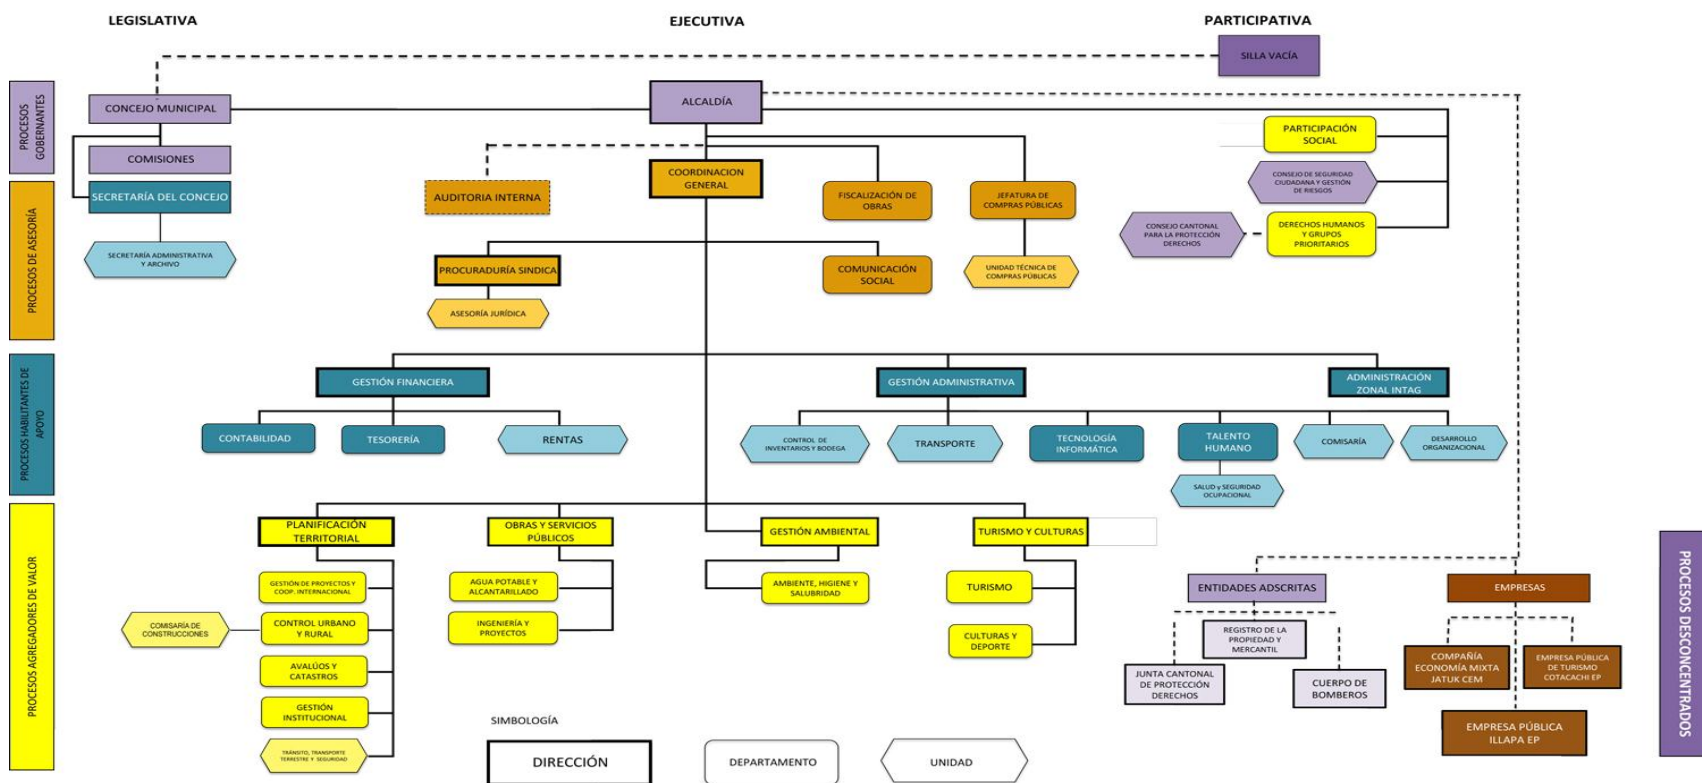 LEGISLATIVA
EJECUTIVA
PARTICIPATIVA
SILLA VACÍA
PROCESOS
GOBERNANTES
CONCEJO MUNICIPAL
ALCALDÍA
PARTICIPACIÓN
SOCIAL
COMISIONES
COORDINACION
GENERAL
CONSEJO DE SEGURIDAD
CIUDADANA Y GESTIÓN
DE RIESGOS
PROCESOS DE ASESORÍA
SECRETARÍA DEL CONCEJO
AUDITORIA INTERNA
FISCALIZACIÓN DE
OBRAS
JEFATURA DE
COMPRAS PÚBLICAS
CONSEJO CANTONAL
PARA LA PROTECCIÓN
DERECHOS
DERECHOS HUMANOS
Y GRUPOS
PRIORITARIOS
SECRETARÍA ADMINISTRATIVA
Y ARCHIVO
PROCURADURÍA SINDICA
COMUNICACIÓN
SOCIAL
UNIDAD TÉCNICA DE
COMPRAS PÚBLICAS
ASESORÍA JURÍDICA
PROCESOS HABILITANTES DE
APOYO
GESTIÓN FINANCIERA
GESTIÓN ADMINISTRATIVA
ADMINISTRACIÓN
ZONAL INTAG
CONTABILIDAD
TESORERÍA
RENTAS
CONTROL DE
INVENTARIOS Y BODEGA
TRANSPORTE
TECNOLOGÍA
INFORMÁTICA
TALENTO
HUMANO
COMISARÍA
DESARROLLO
ORGANIZACIONAL
SALUD y SEGURIDAD
OCUPACIONAL
PROCESOS AGREGADORES DE VALOR
PLANIFICACIÓN
TERRITORIAL
OBRAS Y SERVICIOS
PÚBLICOS
GESTIÓN AMBIENTAL
TURISMO Y CULTURAS
GESTIÓN DE PROYECTOS Y
COOP. INTERNACIONAL
AGUA POTABLE Y
ALCANTARILLADO
AMBIENTE, HIGIENE Y
SALUBRIDAD
TURISMO
ENTIDADES ADSCRITAS
EMPRESAS
COMISARÍA DE
CONSTRUCCIONES
CONTROL URBANO
Y RURAL
INGENIERÍA Y
PROYECTOS
CULTURAS Y
DEPORTE
REGISTRO DE LA
PROPIEDAD Y
MERCANTIL
AVALÚOS Y
CATASTROS
JUNTA CANTONAL
DE PROTECCIÓN
DERECHOS
CUERPO DE
BOMBEROS
COMPAÑÍA
ECONOMÍA MIXTA
JATUK CEM
EMPRESA PÚBLICA
DE TURISMO
COTACACHI EP
GESTIÓN
INSTITUCIONAL
EMPRESA PÚBLICA
ILLAPA EP
TRÁNSITO, TRANSPORTE
TERRESTRE Y SEGURIDAD
PROCESOS DESCONCENTRADOS
SIMBOLOGÍA
DIRECCIÓN
DEPARTAMENTO
UNIDAD